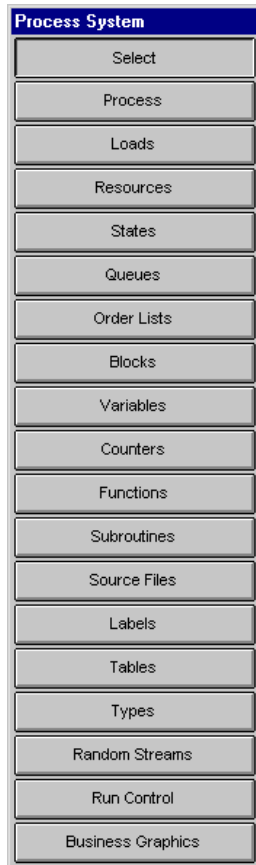 Process System
Select
Process
Loads
Resources
States
Queues
Order Lists
Blocks
Variables
Counters
Functions
Subroutines
Source Files
Labels
Tables
Types
Random Streams
Run Control
Business Graphics